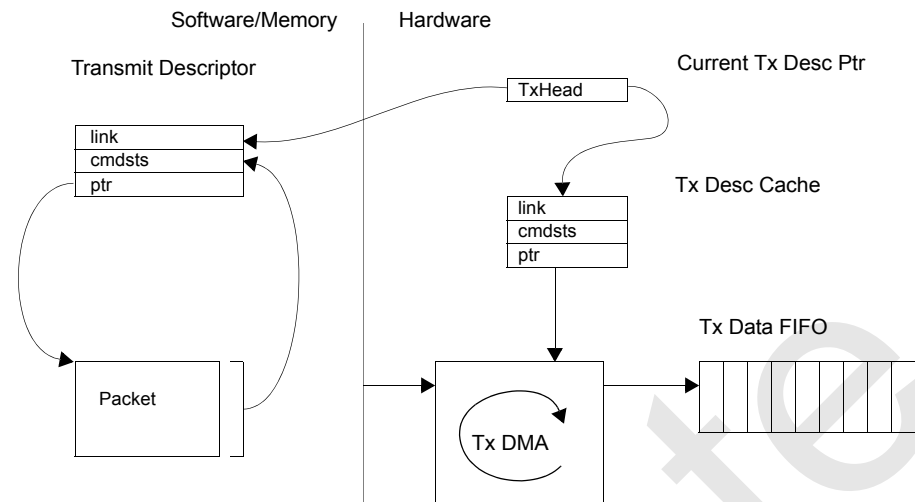 Software/Memory
Hardware
Transmit Descriptor
Current Tx Desc Ptr
TxHead
link
cmdsts
ptr
Tx Desc Cache
link
cmdsts
ptr
Tx Data FIFO
Packet
Tx DMA